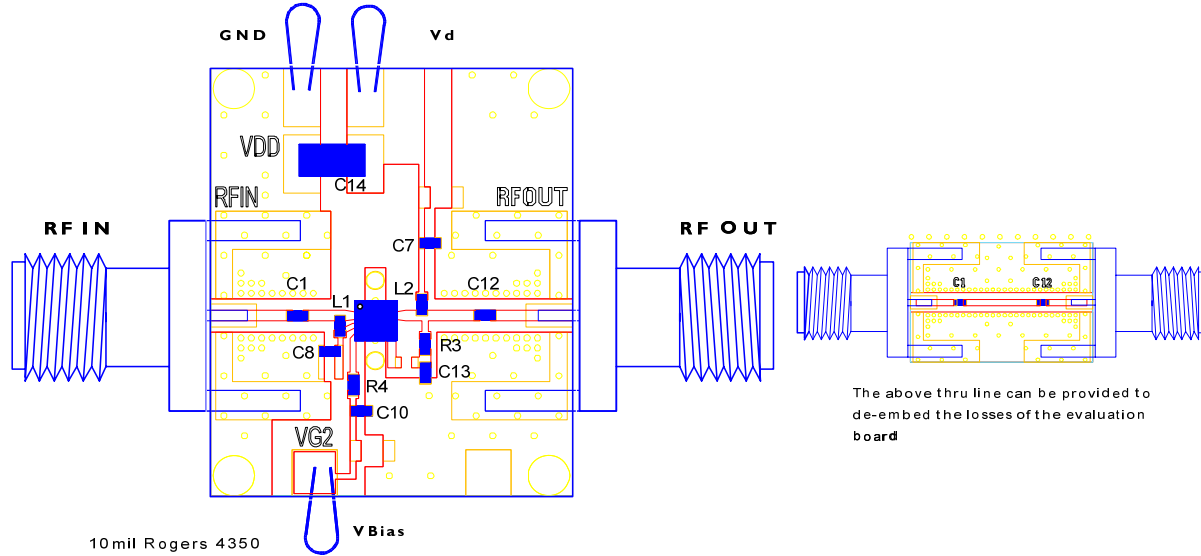 GND
Vd
VDD
C14
RFIN
RFOUT
RF IN
RF OUT
C7
C1
L1
L2
C12
C8
R3
C13
R4
C10
VG2
VBias
10mil Rogers 4350
C1
C12
The above thru line can be provided to
de-embed the losses of the evaluation
board